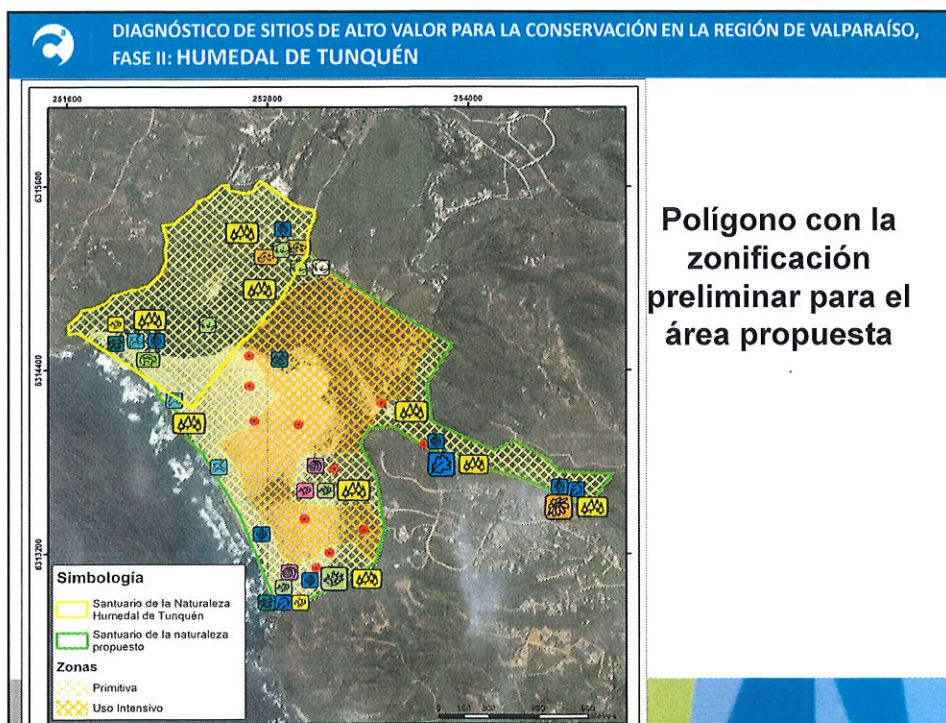 DIAGNÓSTICO DE SITIOS DE ALTO VALOR PARA LA CONSERVACIÓN EN LA REGIÓN DE VALPARAÍSO,
FASE II: HUMEDAL DE TUNQUÉN
251600 252800 254000
6315600
6314400
6313200
Polígono con la
zonificación
preliminar para el
área propuesta
Simbología
Santuario de la Naturaleza
Humedal de Tunquén
Santuario de la naturaleza
propuesto
Zonas
Primitiva
Uso Intensivo